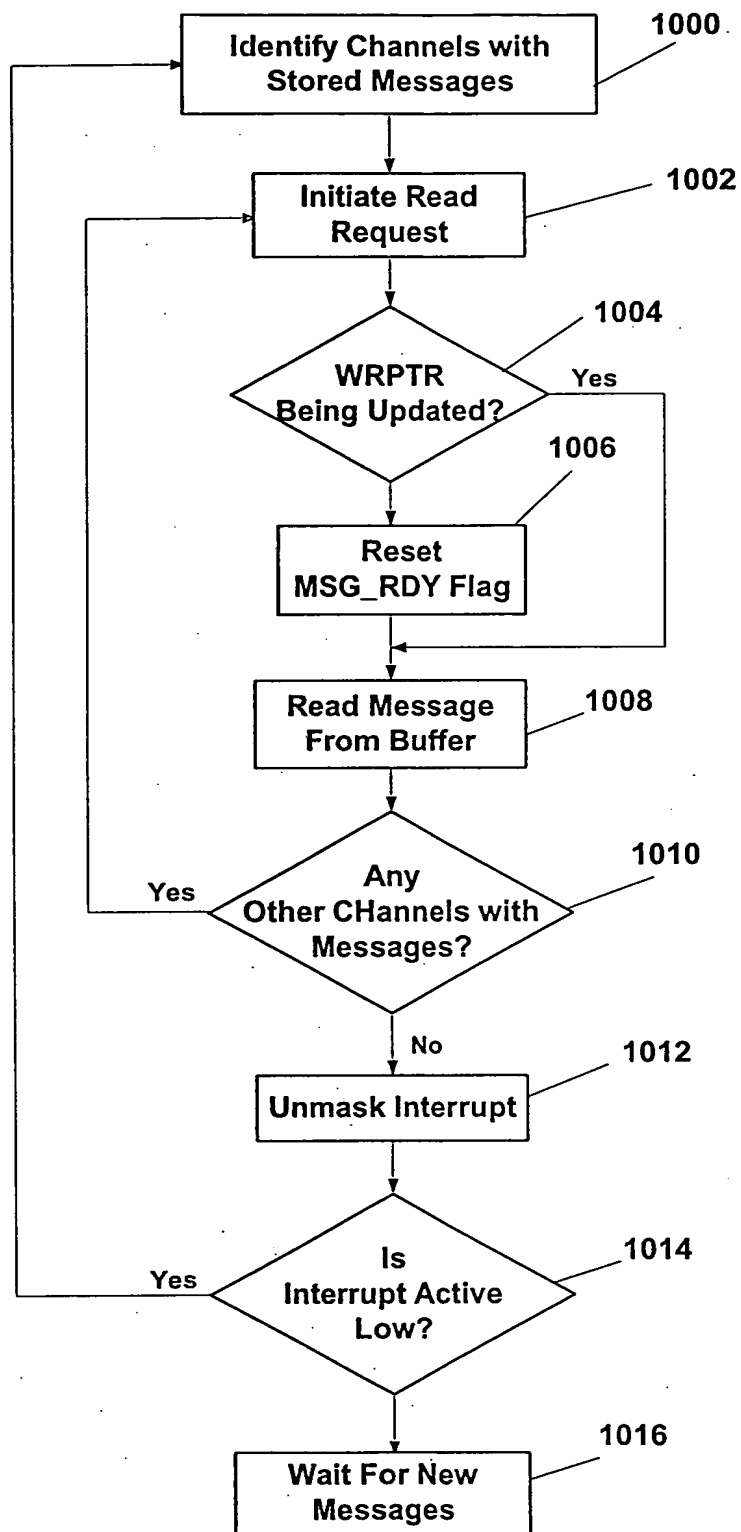 Identify Channels with
Stored Messages
1000
Initiate Read
Request
1002
WRPTR
Being Updated?
1004
Yes
1006
Reset
MSG_RDY Flag
Read Message
From Buffer
1008
Any
Other CHannels with
Messages?
1010
Yes
No
Unmask Interrupt
1012
Is
Interrupt Active
Low?
1014
Yes
Wait For New
Messages
1016